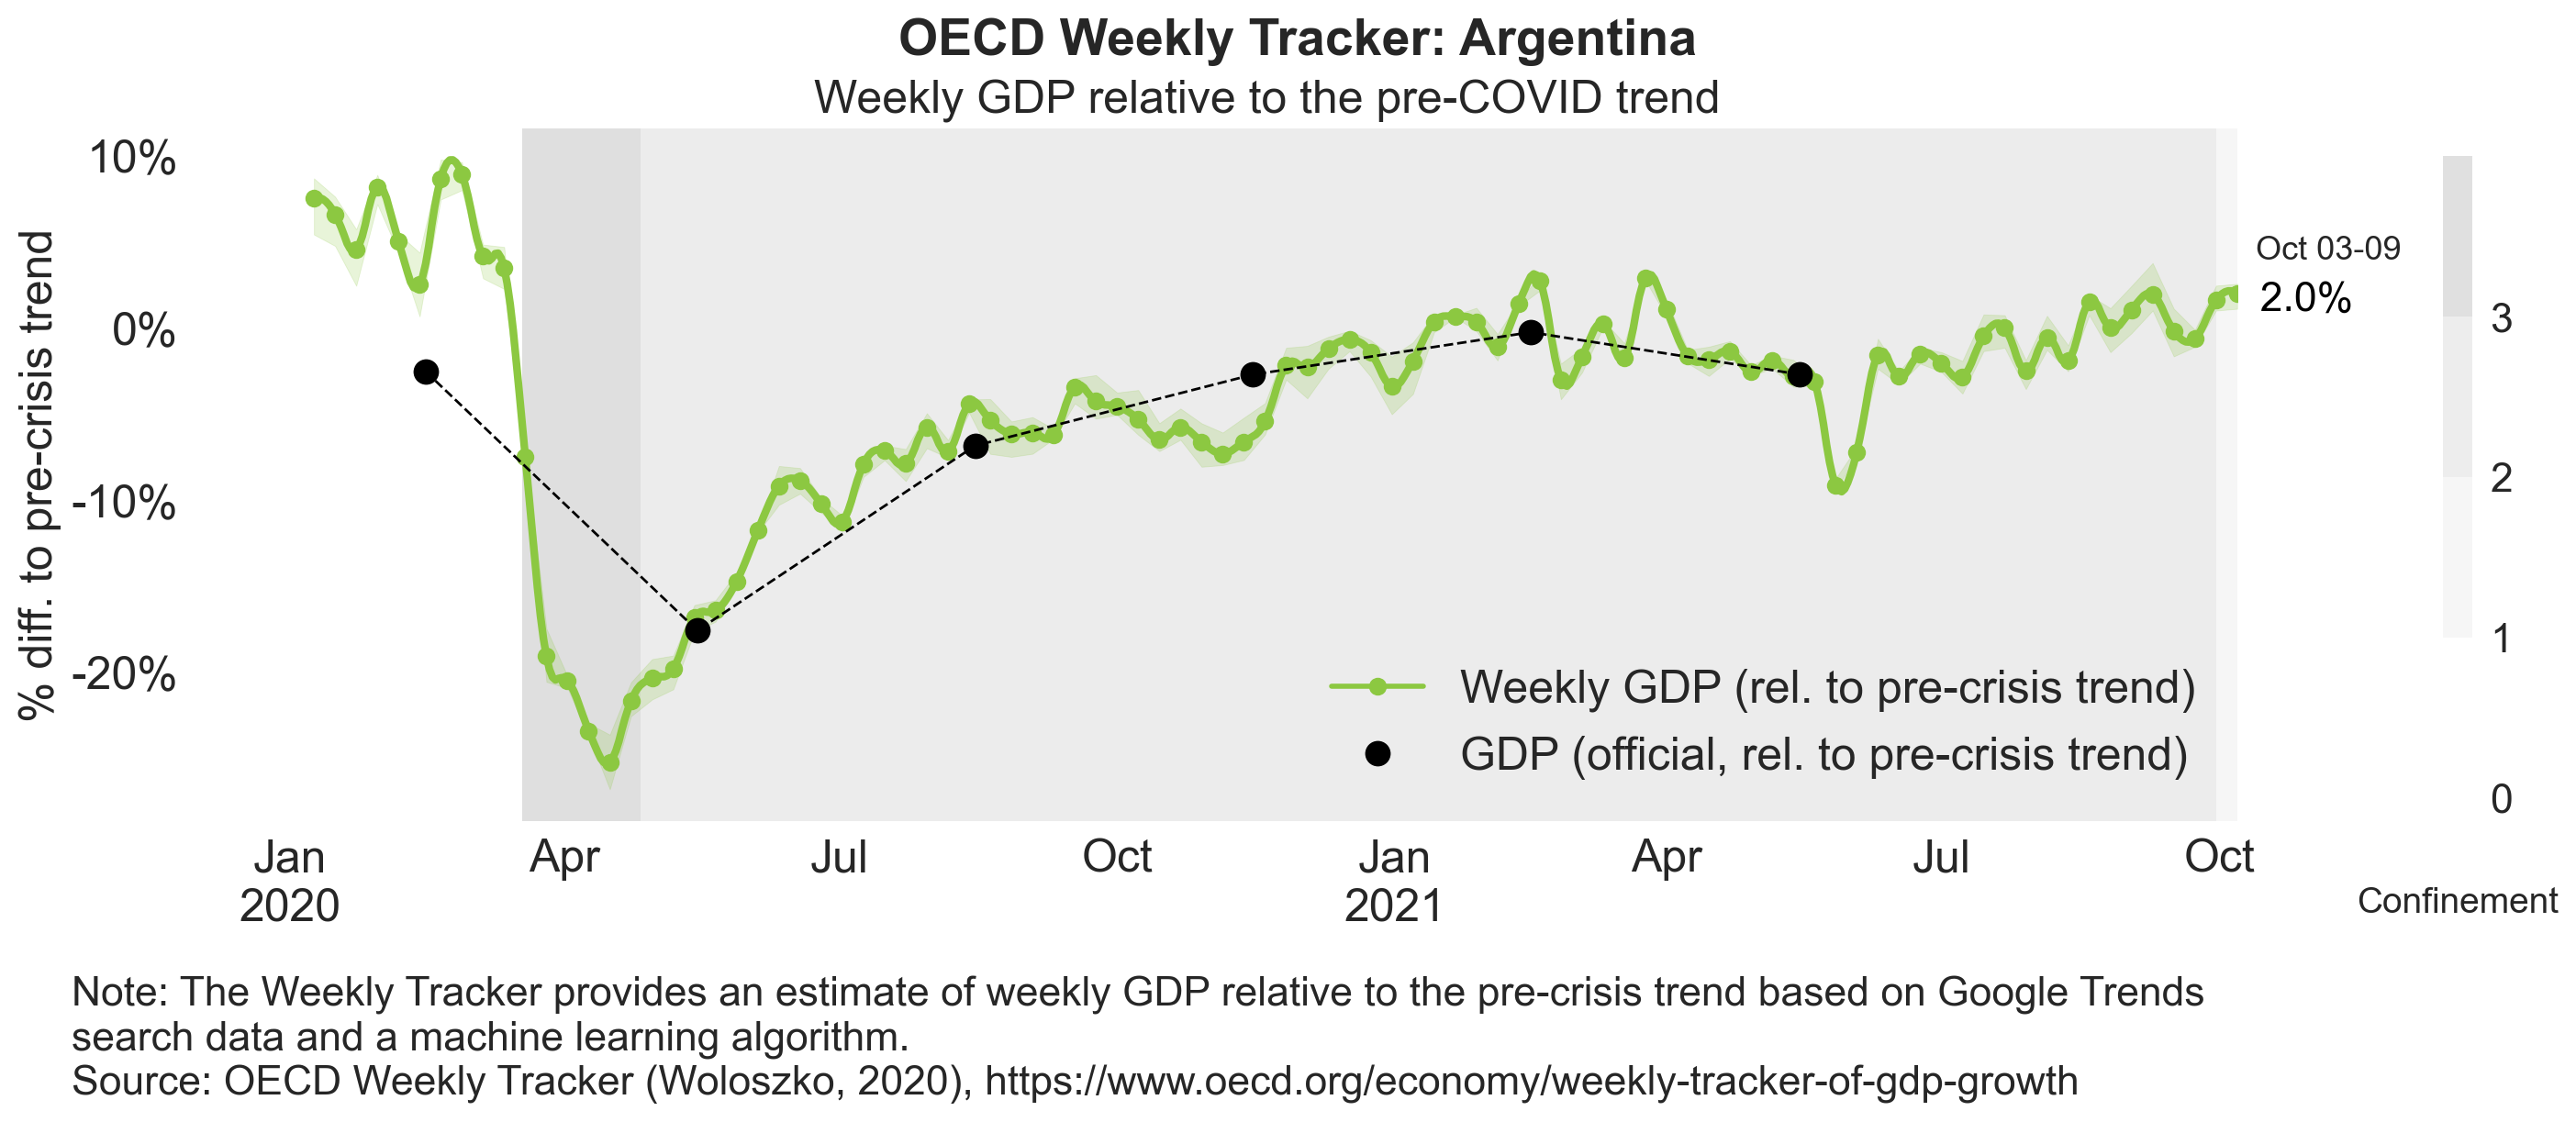 OECD Weekly Tracker: Argentina
Weekly GDP relative to the pre-COVID trend
% diff. to pre-crisis trend
10%
0%
-10%
-20%
Oct 03-09
2.0%
3
2
1
0
Confinement
Weekly GDP (rel. to pre-crisis trend)
GDP (official, rel. to pre-crisis trend)
Jan Apr Jul Oct Jan Apr Jul Oct
2020 2021
Note: The Weekly Tracker provides an estimate of weekly GDP relative to the pre-crisis trend based on Google Trends
search data and a machine learning algorithm.
Source: OECD Weekly Tracker (Woloszko, 2020), https://www.oecd.org/economy/weekly-tracker-of-gdp-growth